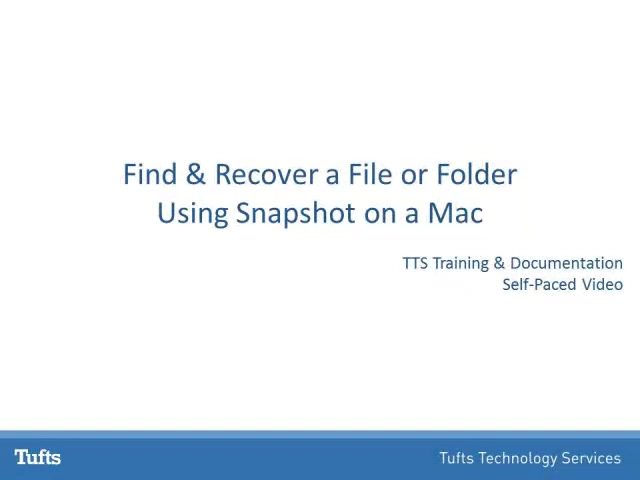 Find & Recover a File or Folder
Using Snapshot on a Mac
TTS Training & Documentation
Self-Paced Video
Tufts
Tufts Technology Services